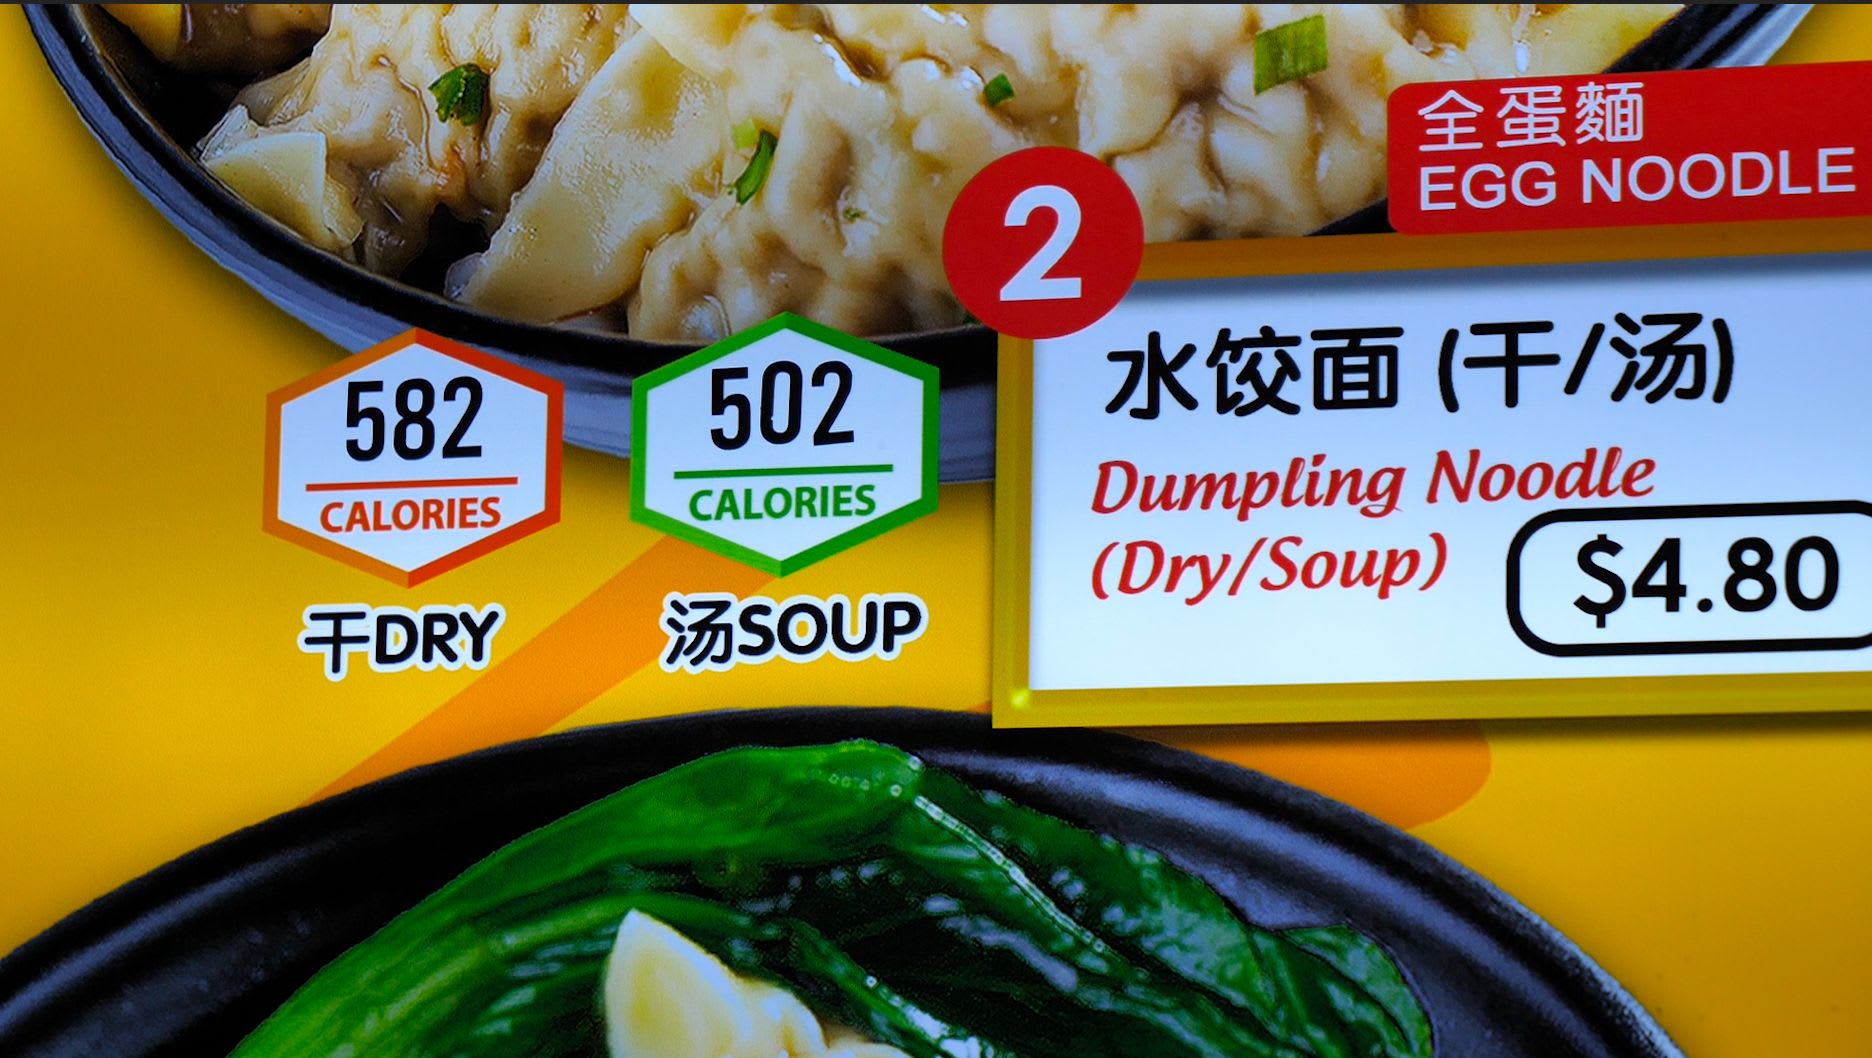 全蛋麵
EGG NOODLE
2
水饺面 (干/汤)
Dumpling Noodle
(Dry/Soup)
$4.80
582
CALORIES
干DRY
502
CALORIES
汤SOUP